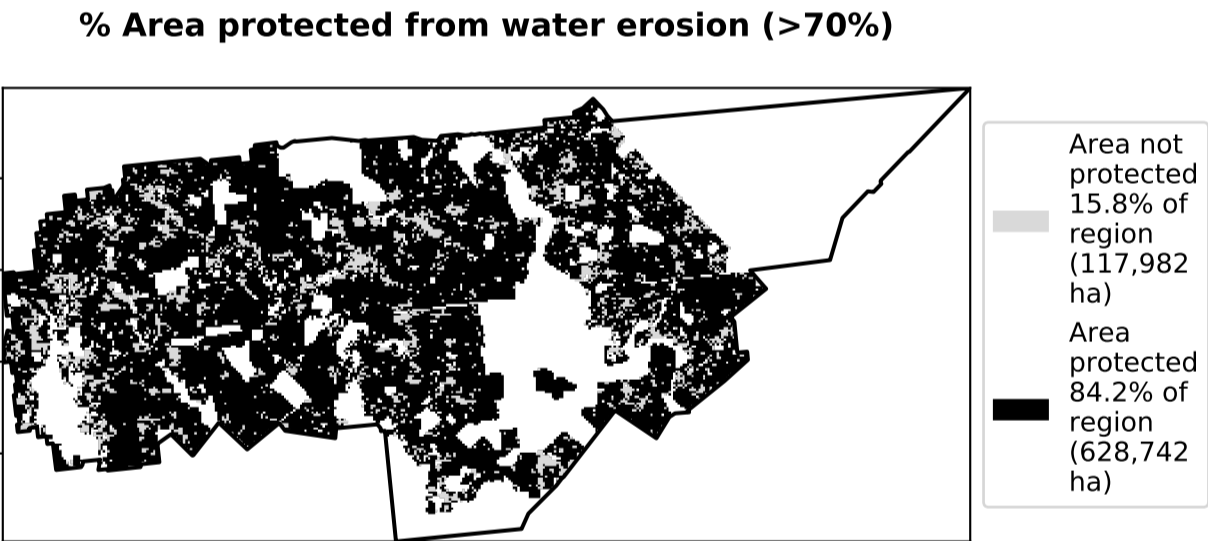 % Area protected from water erosion (>70%)
Area not
protected
15.8% of
region
(117,982
ha)
Area
protected
84.2% of
region
(628,742
ha)